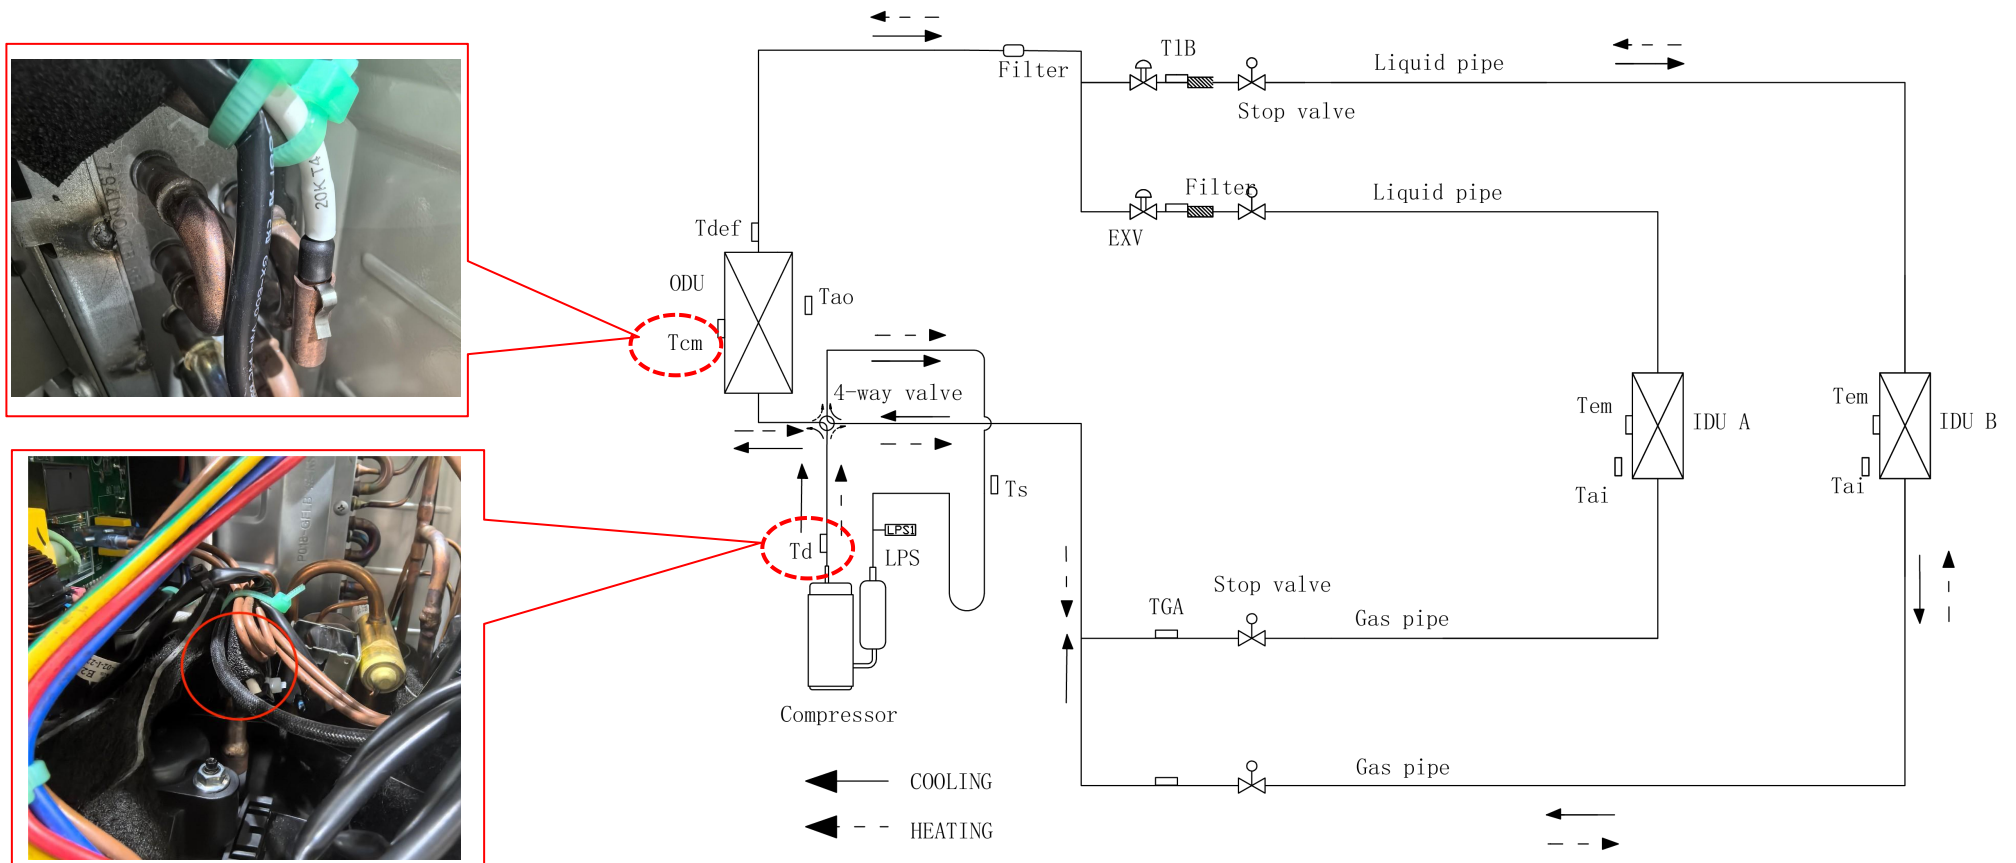 Filter
T1B
Stop valve
Liquid pipe
Filter
Liquid pipe
EXV
Tdef
ODU
Tao
Tcm
4-way valve
Tem
IDU A
Tai
Tem
IDU B
Tai
Ts
Td
LPS1
LPS
Compressor
TGA
Stop valve
Gas pipe
Gas pipe
COOLING
HEATING
20K T4